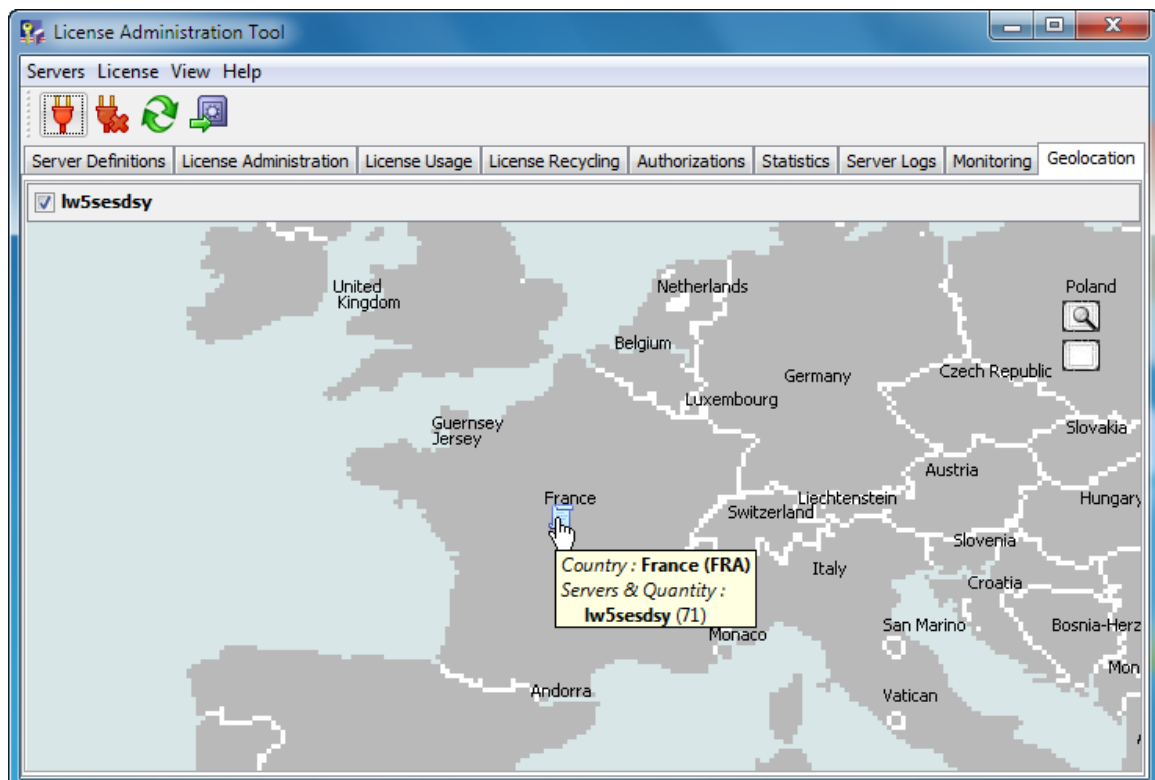 License Administration Tool
Servers License View Help
Server Definitions License Administration License Usage License Recycling Authorizations Statistics Server Logs Monitoring Geolocation
lw5sesdsy
United
Kingdom
Netherlands
Poland
Belgium
Germany
Czech Republic
Luxembourg
Guernsey
Jersey
Slovakia
Austria
France
Liechtenstein
Hungary
Switzerland
Slovenia
Italy
Croatia
Country : France (FRA)
Servers & Quantity :
lw5sesdsy (71)
Monaco
San Marino
Bosnia-Herz
Mon
Andorra
Vatican